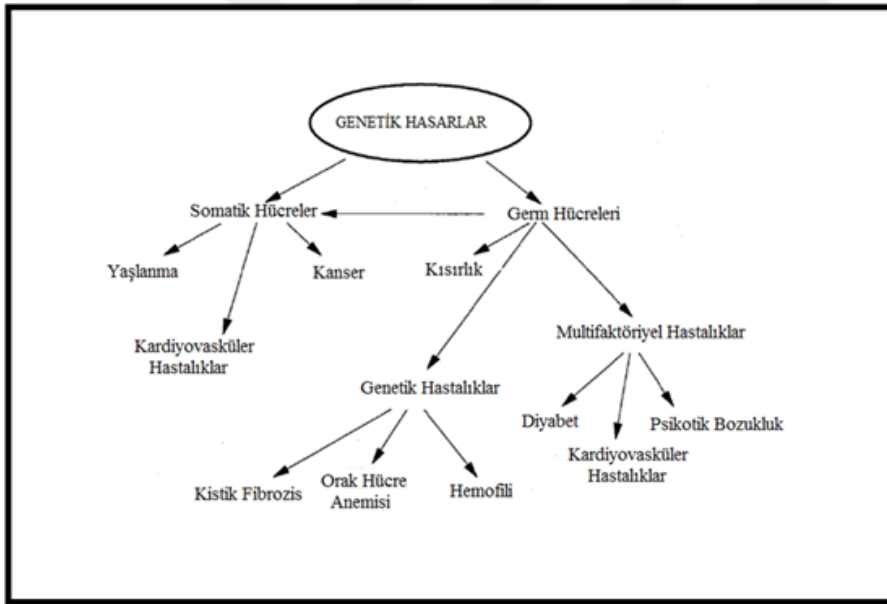 GENETİK HASARLAR
Somatik Hücreler
Germ Hücreleri
Yaşlanma
Kanser
Kısırlık
Kardiyovasküler
Hastalıklar
Multifaktöriyel Hastalıklar
Genetik Hastalıklar
Diyabet
Psikotik Bozukluk
Kardiyovasküler
Hastalıklar
Kistik Fibrozis
Orak Hücre
Anemisi
Hemofili